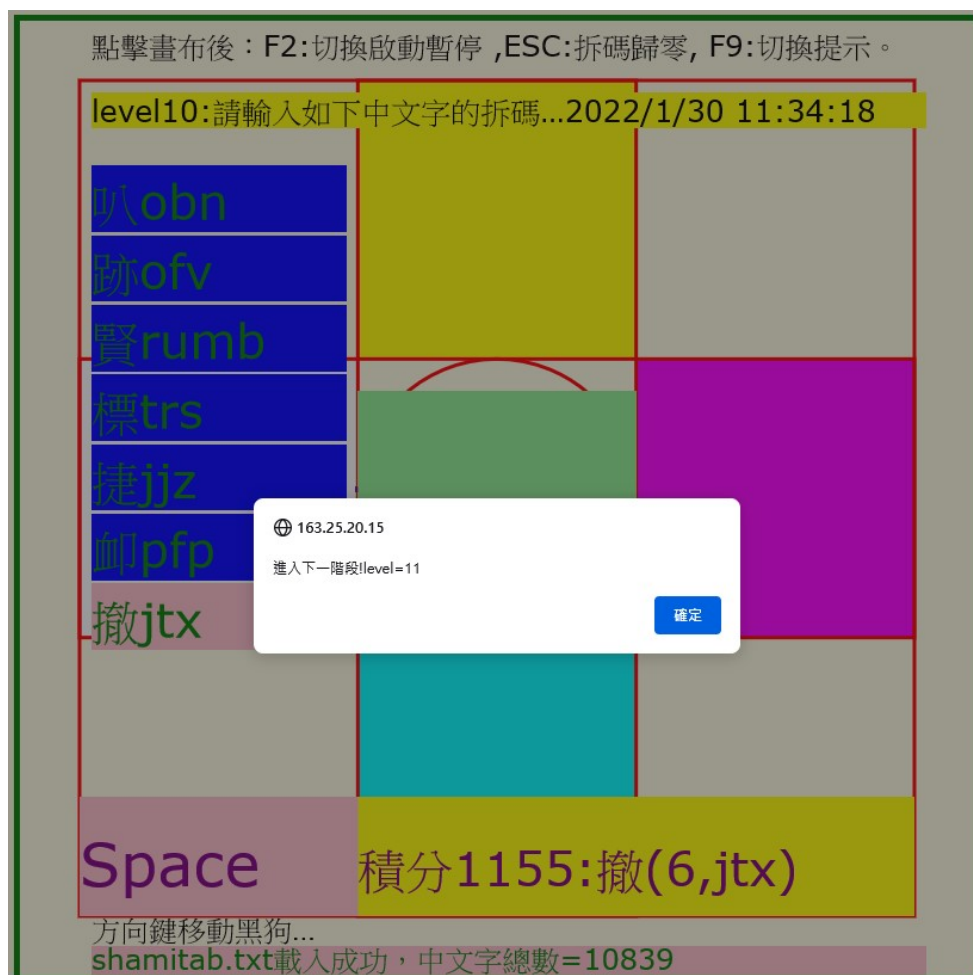 點擊畫布後：F2:切換啟動暫停 ,ESC:拆碼歸零, F9:切換提示。
level10:請輸入如下中文字的拆碼...2022/1/30 11:34:18
叭obn
跡ofv
賢rumb
標trs
捷jjz
卹pfp
撤jtx
163.25.20.15
進入下一階段!level=11
確定
Space
積分1155:撤(6,jtx)
方向鍵移動黑狗...
shamitab.txt載入成功，中文字總數=10839